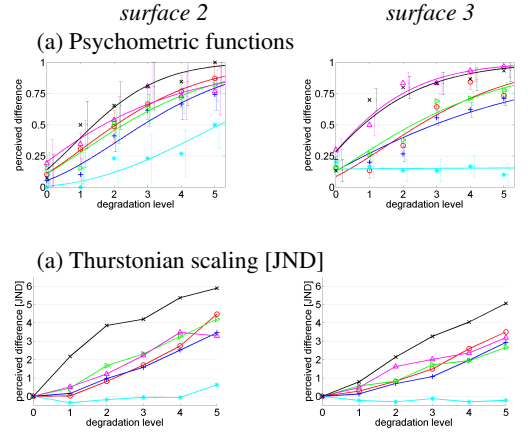 surface 2 surface 3
(a) Psychometric functions
perceived difference
1
0.75
0.5
0.25
0
0 1 2 3 4 5
degradation level
perceived difference
1
0.75
0.5
0.25
0
0 1 2 3 4 5
degradation level
(a) Thurstonian scaling [JND]
perceived difference [JND]
6
5
4
3
2
1
0
0 1 2 3 4 5
degradation level
perceived difference [JND]
6
5
4
3
2
1
0
0 1 2 3 4 5
degradation level